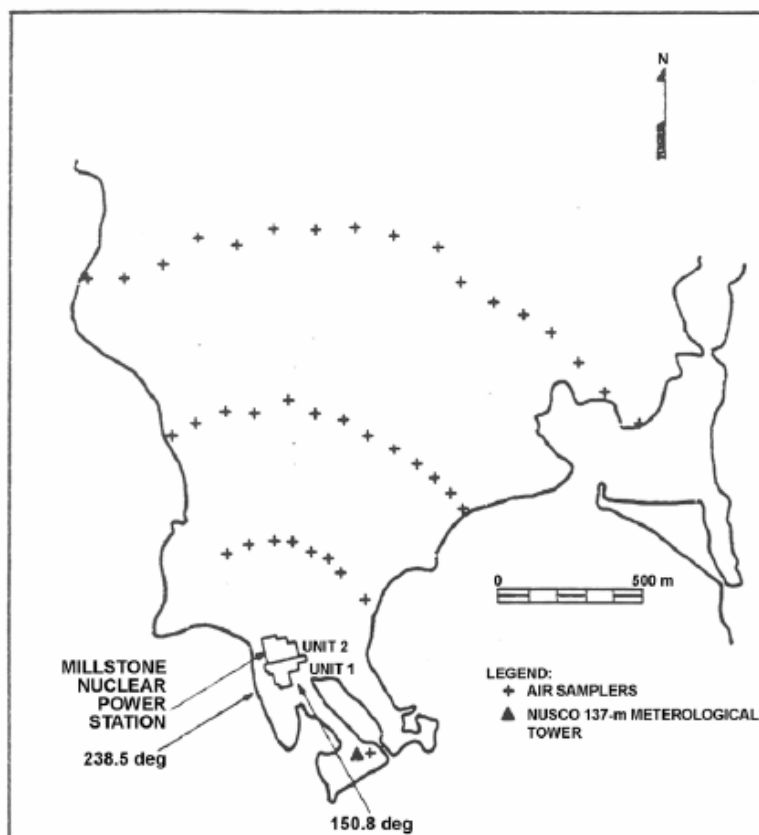 N
0
500 m
UNIT 2
UNIT 1
MILLSTONE
NUCLEAR
POWER
STATION
238.5 deg
150.8 deg
LEGEND:
AIR SAMPLERS
NUSCO 137-m METEROLOGICAL
TOWER